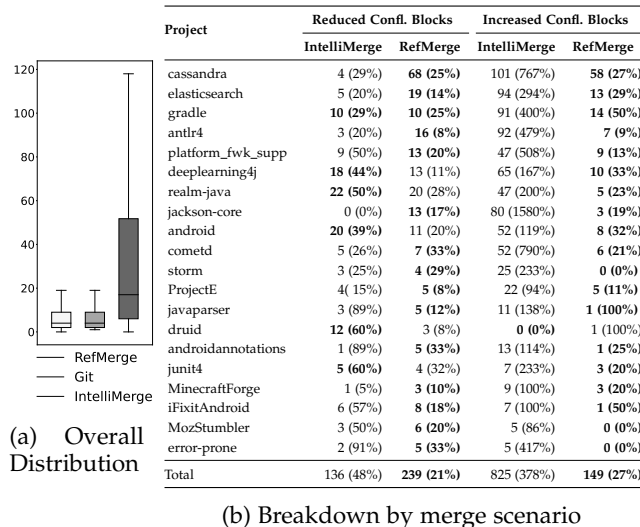 120
100
80
60
40
20
0
RefMerge
Git
IntelliMerge
(a) Overall
Distribution
Project Reduced Confl. Blocks Increased Confl. Blocks
IntelliMerge RefMerge IntelliMerge RefMerge
cassandra 4 (29%) 68 (25%) 101 (767%) 58 (27%)
elasticsearch 5 (20%) 19 (14%) 94 (294%) 13 (29%)
gradle 10 (29%) 10 (25%) 91 (400%) 14 (50%)
antlr4 3 (20%) 16 (8%) 92 (479%) 7 (9%)
platform_fwk_supp 9 (50%) 13 (20%) 47 (508%) 9 (13%)
deeplearning4j 18 (44%) 13 (11%) 65 (167%) 10 (33%)
realm-java 22 (50%) 20 (28%) 47 (200%) 5 (23%)
jackson-core 0 (0%) 13 (17%) 80 (1580%) 3 (19%)
android 20 (39%) 11 (20%) 52 (119%) 8 (32%)
cometd 5 (26%) 7 (33%) 52 (790%) 6 (21%)
storm 3 (25%) 4 (29%) 25 (233%) 0 (0%)
ProjectE 4( 15%) 5 (8%) 22 (94%) 5 (11%)
javaparser 3 (89%) 5 (12%) 11 (138%) 1 (100%)
druid 12 (60%) 3 (8%) 0 (0%) 1 (100%)
androidannotations 1 (89%) 5 (33%) 13 (114%) 1 (25%)
junit4 5 (60%) 4 (32%) 7 (233%) 3 (20%)
MinecraftForge 1 (5%) 3 (10%) 9 (100%) 3 (20%)
iFixitAndroid 6 (57%) 8 (18%) 7 (100%) 1 (50%)
MozStumbler 3 (50%) 6 (20%) 5 (86%) 0 (0%)
error-prone 2 (91%) 5 (33%) 5 (417%) 0 (0%)
Total 136 (48%) 239 (21%) 825 (378%) 149 (27%)
(b) Breakdown by merge scenario